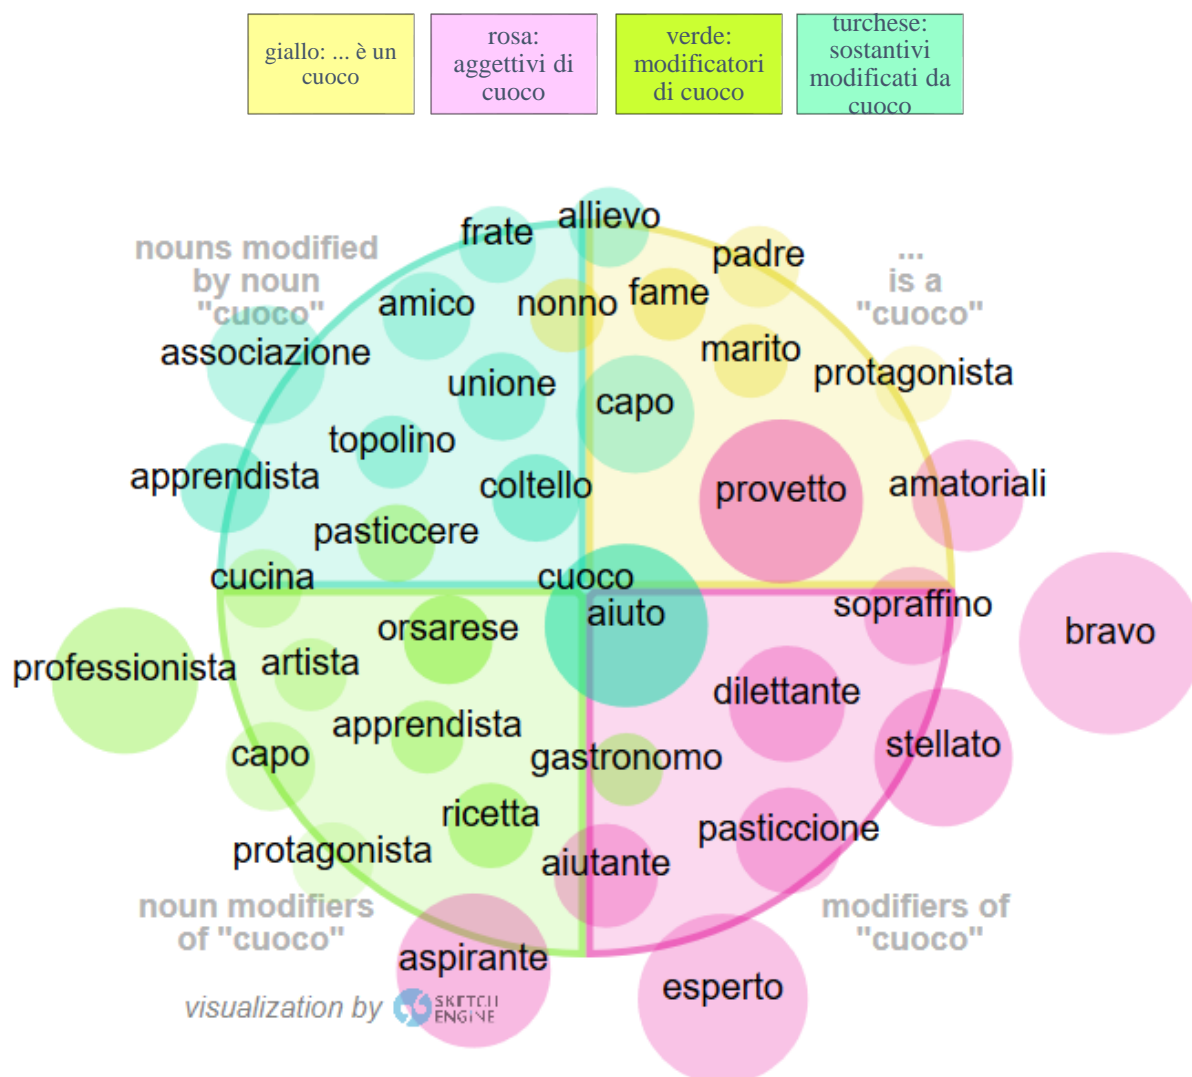 giallo: ... è un
cuoco
rosa:
aggettivi di
cuoco
verde:
modificatori
di cuoco
turchese:
sostantivi
modificati da
cuoco
nouns modified
by noun
"cuoco"
...
is a
"cuoco"
frate
allievo
padre
amico
nonno
fame
associazione
unione
capo
marito
protagonista
topolino
apprendista
coltello
provetto
amatoriali
pasticcere
cucina
cuoco
aiuto
sopraffino
bravo
orsarese
professionista
artista
dilettante
apprendista
capo
gastronomo
stellato
ricetta
pasticcione
protagonista
aiutante
noun modifiers
of "cuoco"
modifiers of
"cuoco"
aspirante
esperto
visualization by
SKETCH
ENGINE